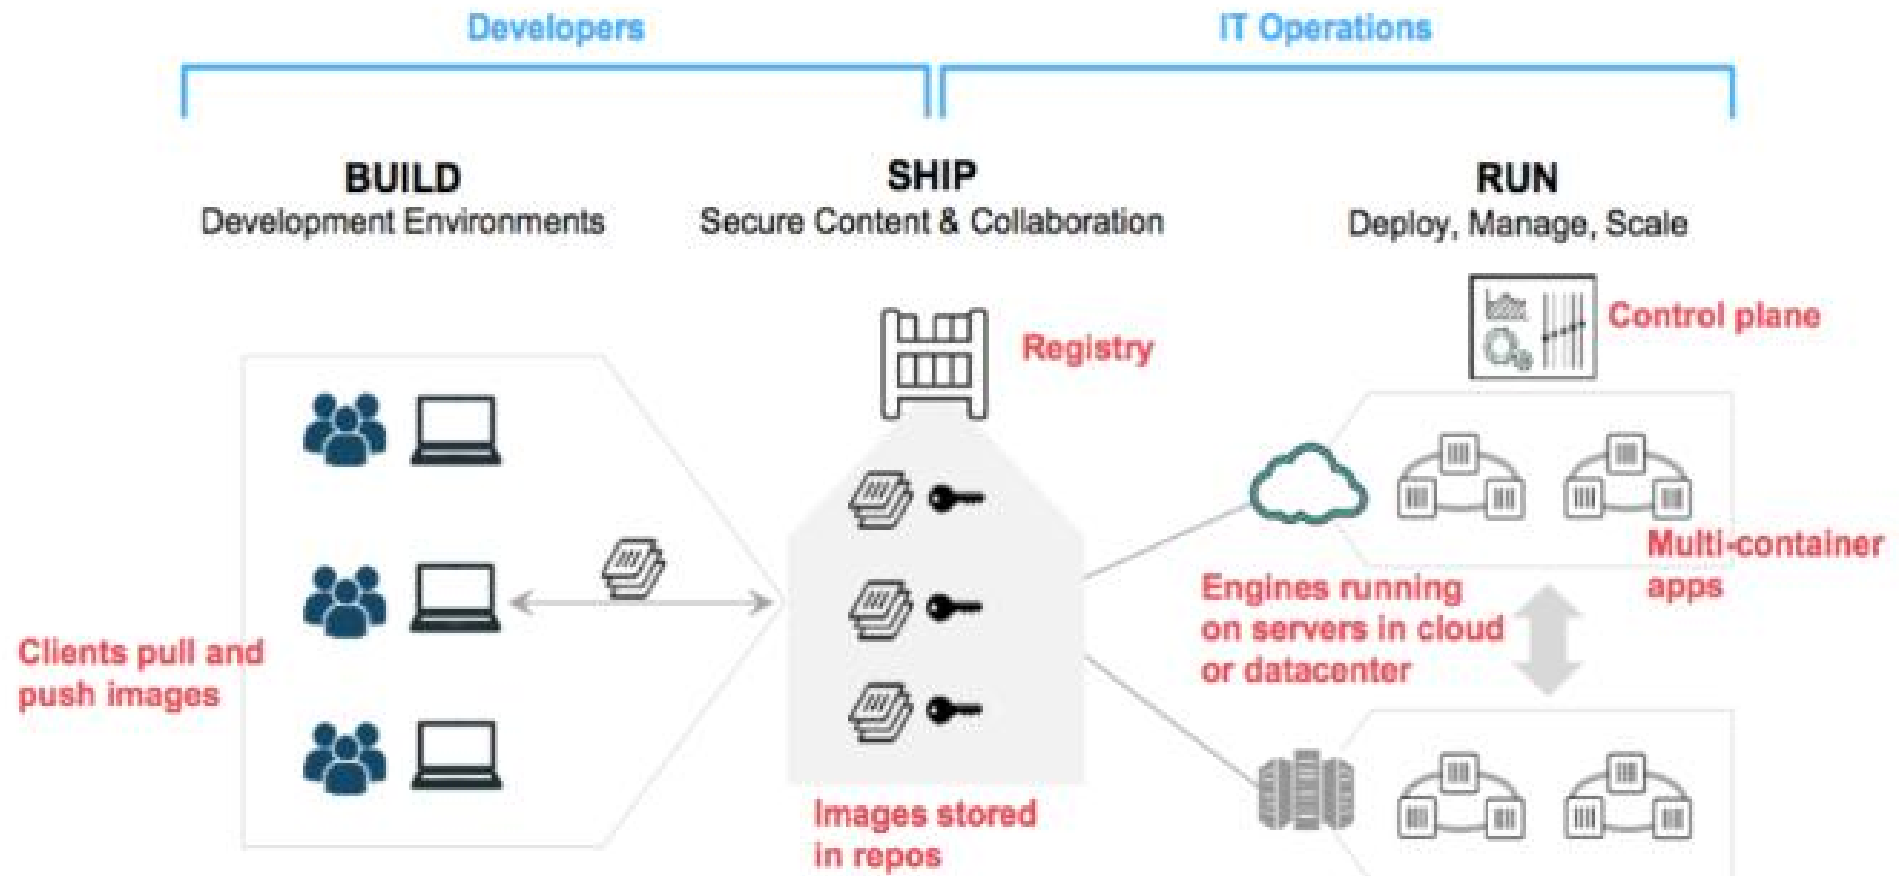 Developers
IT Operations
BUILD
Development Environments
SHIP
Secure Content & Collaboration
RUN
Deploy, Manage, Scale
Registry
Control plane
Clients pull and
push images
Images stored
in repos
Engines running
on servers in cloud
or datacenter
Multi-container
apps